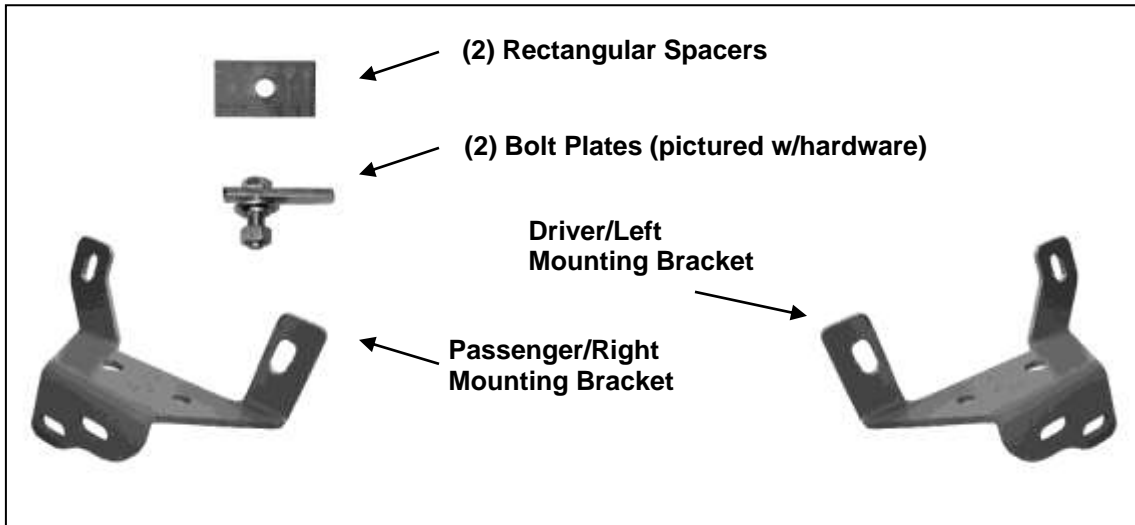 (2) Rectangular Spacers
(2) Bolt Plates (pictured w/hardware)
Driver/Left
Mounting Bracket
Passenger/Right
Mounting Bracket